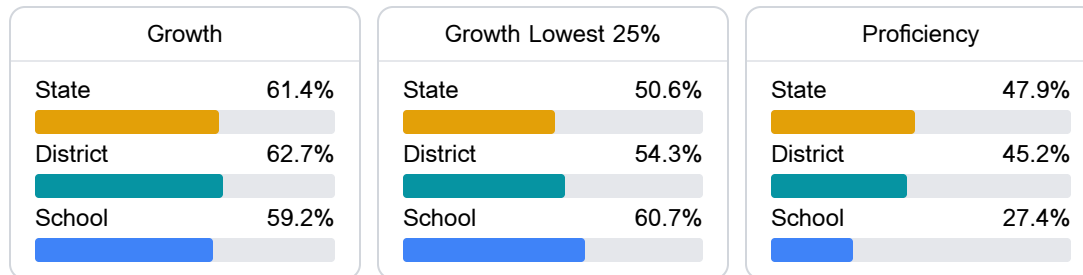 Growth
State 61.4%
District 62.7%
School 59.2%
Growth Lowest 25%
State 50.6%
District 54.3%
School 60.7%
Proficiency
State 47.9%
District 45.2%
School 27.4%